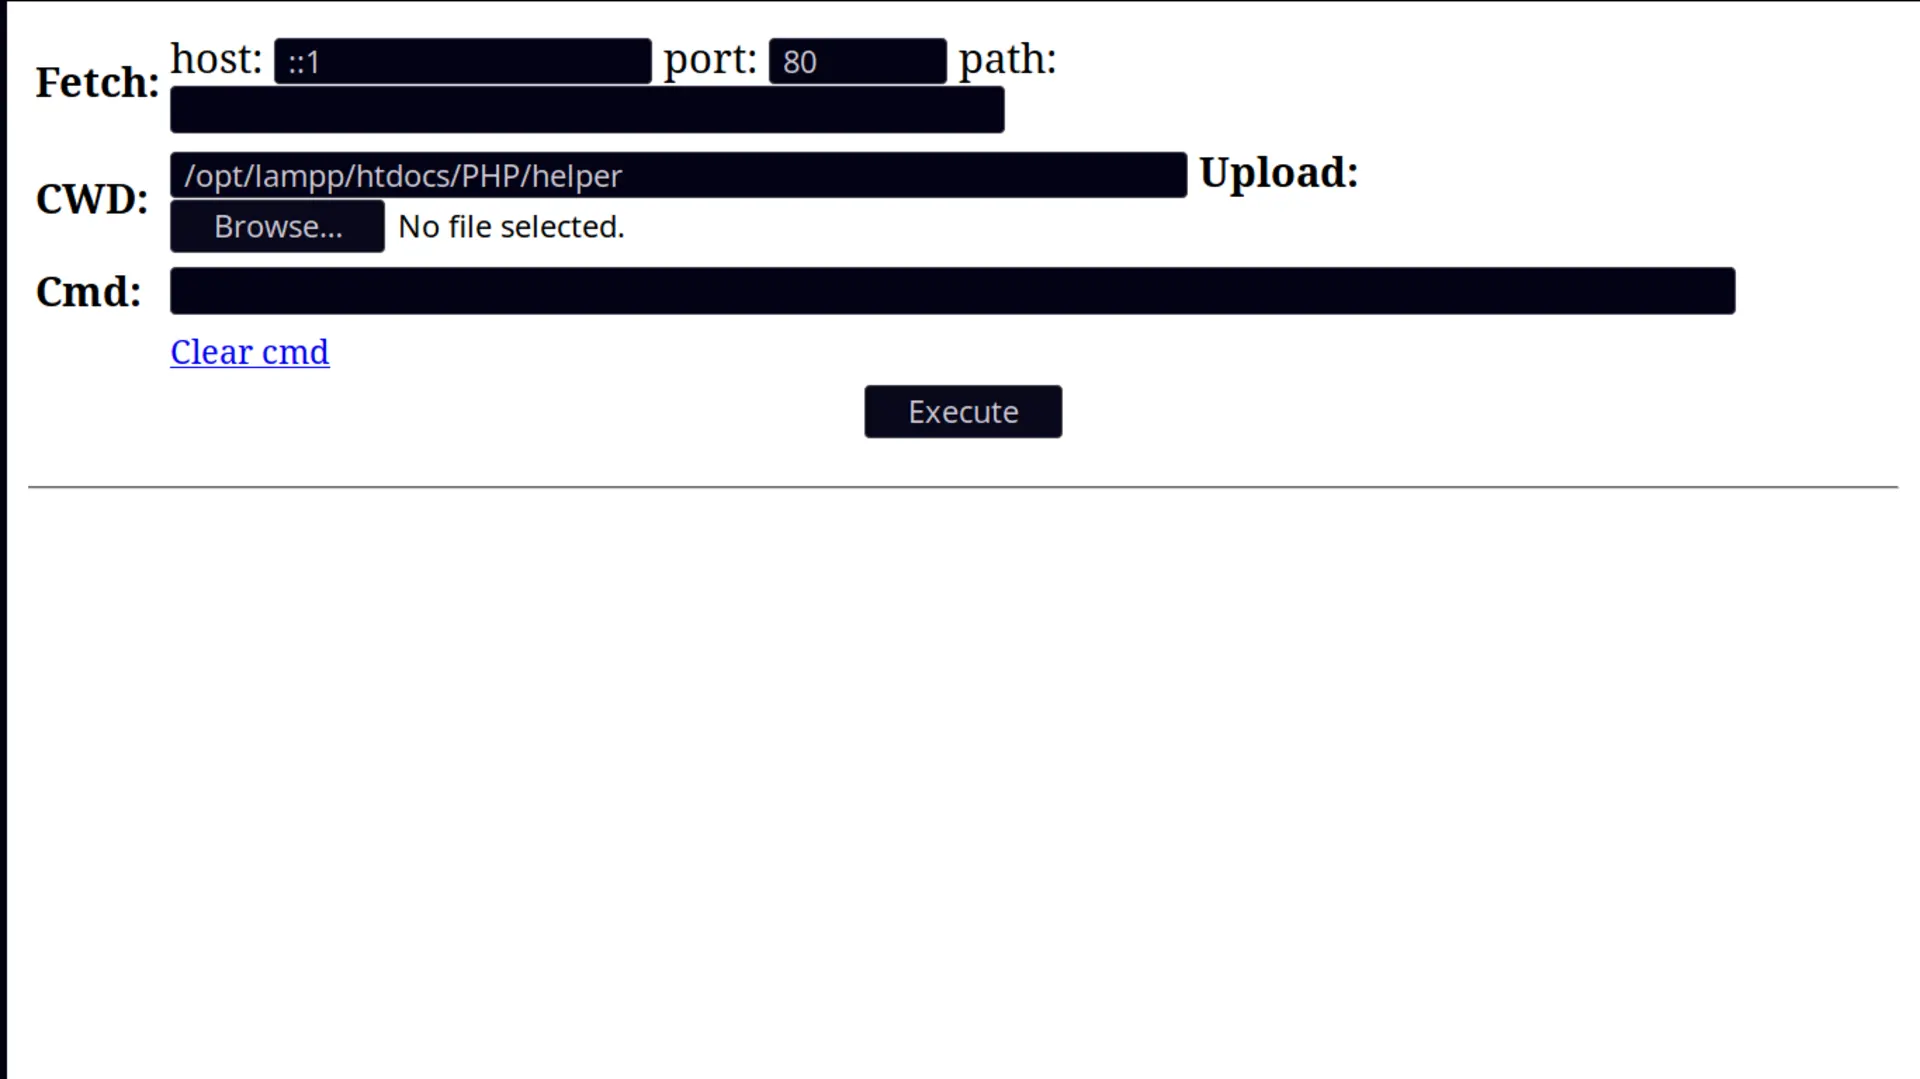 Fetch: host: ::1 port: 80 path:
CWD: /opt/lampp/htdocs/PHP/helper Upload:
Browse... No file selected.
Cmd:
Clear cmd
Execute